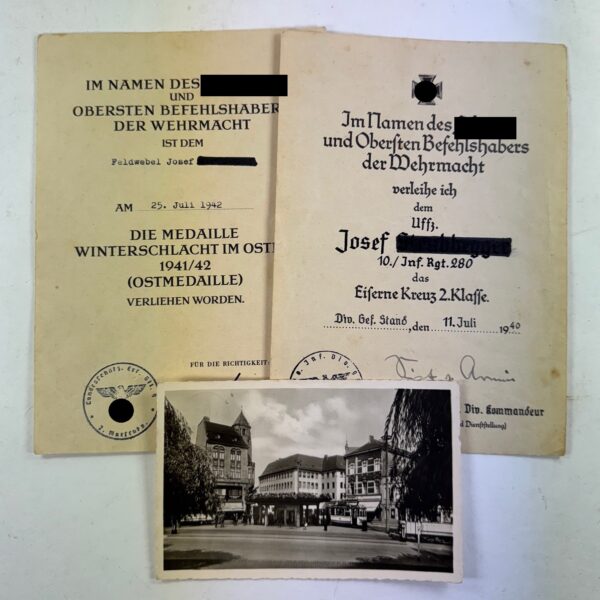 IM NAMEN DES
UND
OBERSTEN BEFEHLSHABER
DER WEHRMACHT
IST DEM
Feldwebel Josef
AM 25. Juli 1942
DIE MEDAILLE
WINTERSCHLACHT IM OSTE
1941/42
(OSTMEDAILLE)
VERLIEHEN WORDEN.
FÜR DIE RICHTIGKEIT:
Im Namen des
und Obersten Befehlshabers
der Wehrmacht
verleihe ich
dem
Uffz.
Josef
10./Inf. Rgt. 280
das
Eiserne Kreuz 2. Klasse.
Div. Gef. Stand, den 11. Juli 1940
Div. Kommandeur
Dienststellung)